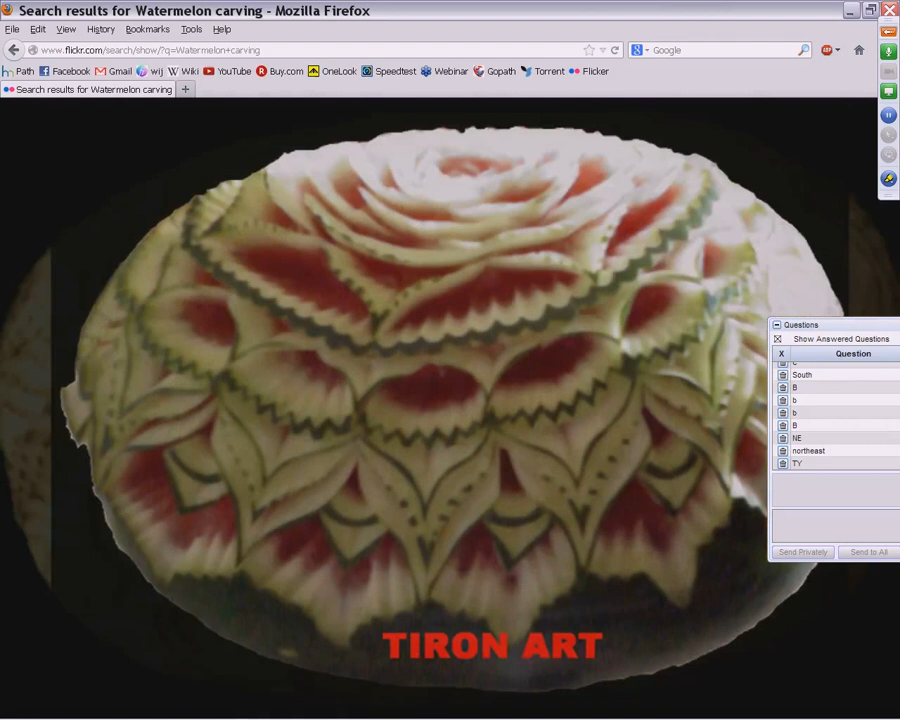 Search results for Watermelon carving - Mozilla Firefox
File Edit View History Bookmarks Tools Help
www.flickr.com/search/show/?q=Watermelon+carving
Google
ABP
Path Facebook Gmail wij Wiki YouTube Buy.com OneLook Speedtest Webinar Gopath Torrent Flicker
Search results for Watermelon carving
Questions
Show Answered Questions
X Question
South
B
b
b
B
NE
northeast
TY
Send Privately Send to All
TIRON ART